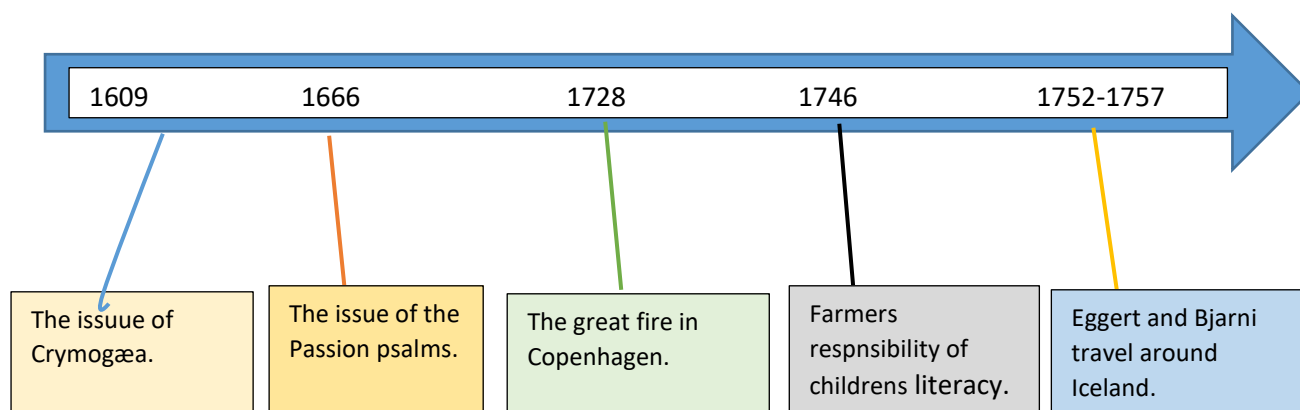 1609 1666 1728 1746 1752-1757
The issuue of
Crymogæa.
The issue of the
Passion psalms.
The great fire in
Copenhagen.
Farmers
respnsibility of
childrens literacy.
Eggert and Bjarni
travel around
Iceland.